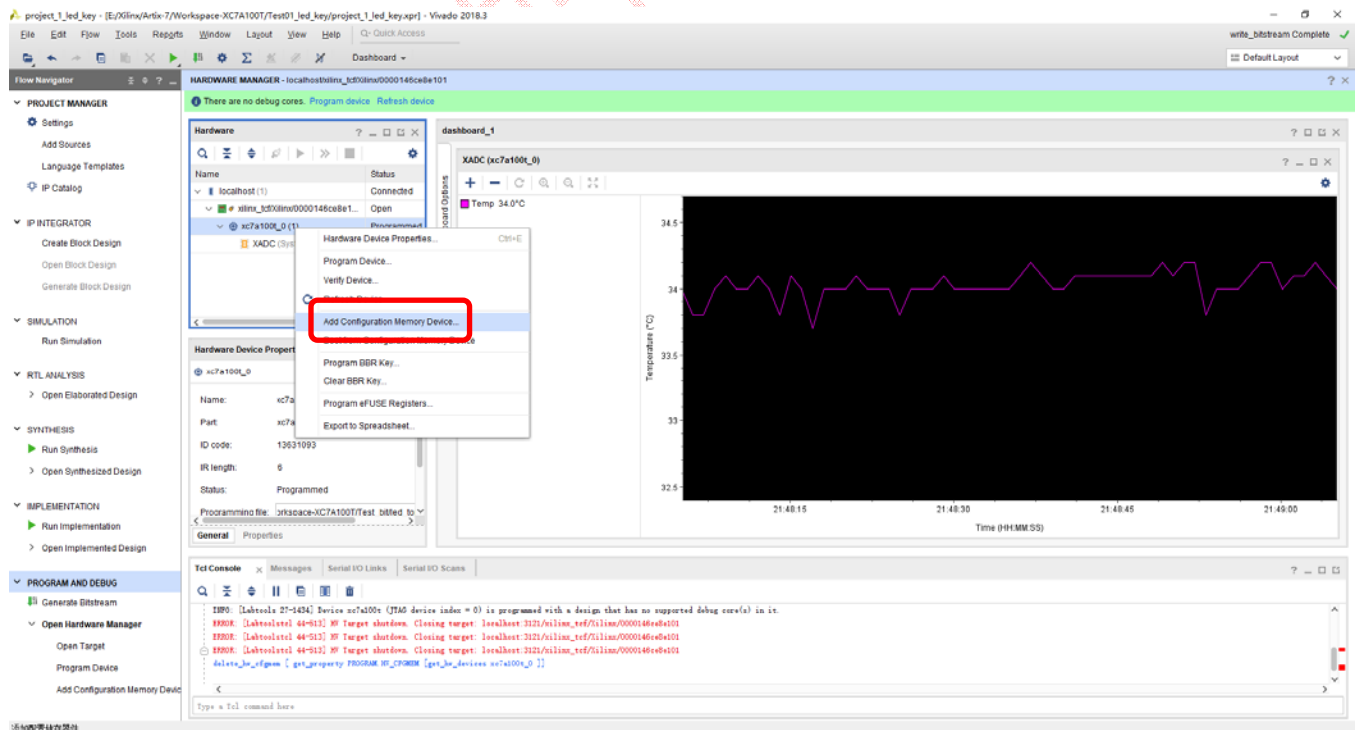 project_1_led_key - [E:/Xilinx/Artix-7/Workspace-XC7A100T/Test01_led_key/project_1_led_key.xpr] - Vivado 2018.3
File Edit Flow Tools Reports Window Layout View Help Q- Quick Access
write_bitstream Complete
Dashboard
Default Layout
Flow Navigator
HARDWARE MANAGER - localhost/xilinx_tcf/Xilinx/0000146ce8e101
There are no debug cores. Program device Refresh device
PROJECT MANAGER
Settings
Add Sources
Language Templates
IP Catalog
IP INTEGRATOR
Create Block Design
Open Block Design
Generate Block Design
SIMULATION
Run Simulation
RTL ANALYSIS
Open Elaborated Design
SYNTHESIS
Run Synthesis
Open Synthesized Design
IMPLEMENTATION
Run Implementation
Open Implemented Design
PROGRAM AND DEBUG
Generate Bitstream
Open Hardware Manager
Open Target
Program Device
Add Configuration Memory Devic
Hardware
Name Status
localhost (1) Connected
xilinx_tcf/Xilinx/0000146ce8e1... Open
xc7a100t_0 (1) Programmed
XADC (Sys
Hardware Device Properties... Ctrl+E
Program Device...
Verify Device...
Add Configuration Memory Device...
Program BBR Key...
Clear BBR Key...
Program eFUSE Registers...
Export to Spreadsheet...
Hardware Device Propert
xc7a100t_0
Name: xc7a
Part: xc7a
ID code: 13631093
IR length: 6
Status: Programmed
Programming file: orkspace-XC7A100T/Test
General Properties
dashboard_1
XADC (xc7a100t_0)
Temp 34.0°C
34.5
34
33.5
33
32.5
Temperature (°C)
21:48:15 21:48:30 21:48:45 21:49:00
Time (HH:MM:SS)
Tcl Console Messages Serial I/O Links Serial I/O Scans
INFO: [Labtools 27-1434] Device xc7a100t (JTAG device index = 0) is programmed with a design that has no supported debug core(s) in it.
ERROR: [Labtoolstcl 44-513] HW Target shutdown. Closing target: localhost:3121/xilinx_tcf/Xilinx/0000146ce8e101
ERROR: [Labtoolstcl 44-513] HW Target shutdown. Closing target: localhost:3121/xilinx_tcf/Xilinx/0000146ce8e101
ERROR: [Labtoolstcl 44-513] HW Target shutdown. Closing target: localhost:3121/xilinx_tcf/Xilinx/0000146ce8e101
delete_hw_cfgmem [ get_property PROGRAM.HW_CFGMEM [get_hw_devices xc7a100t_0 ]]
Type a Tcl command here